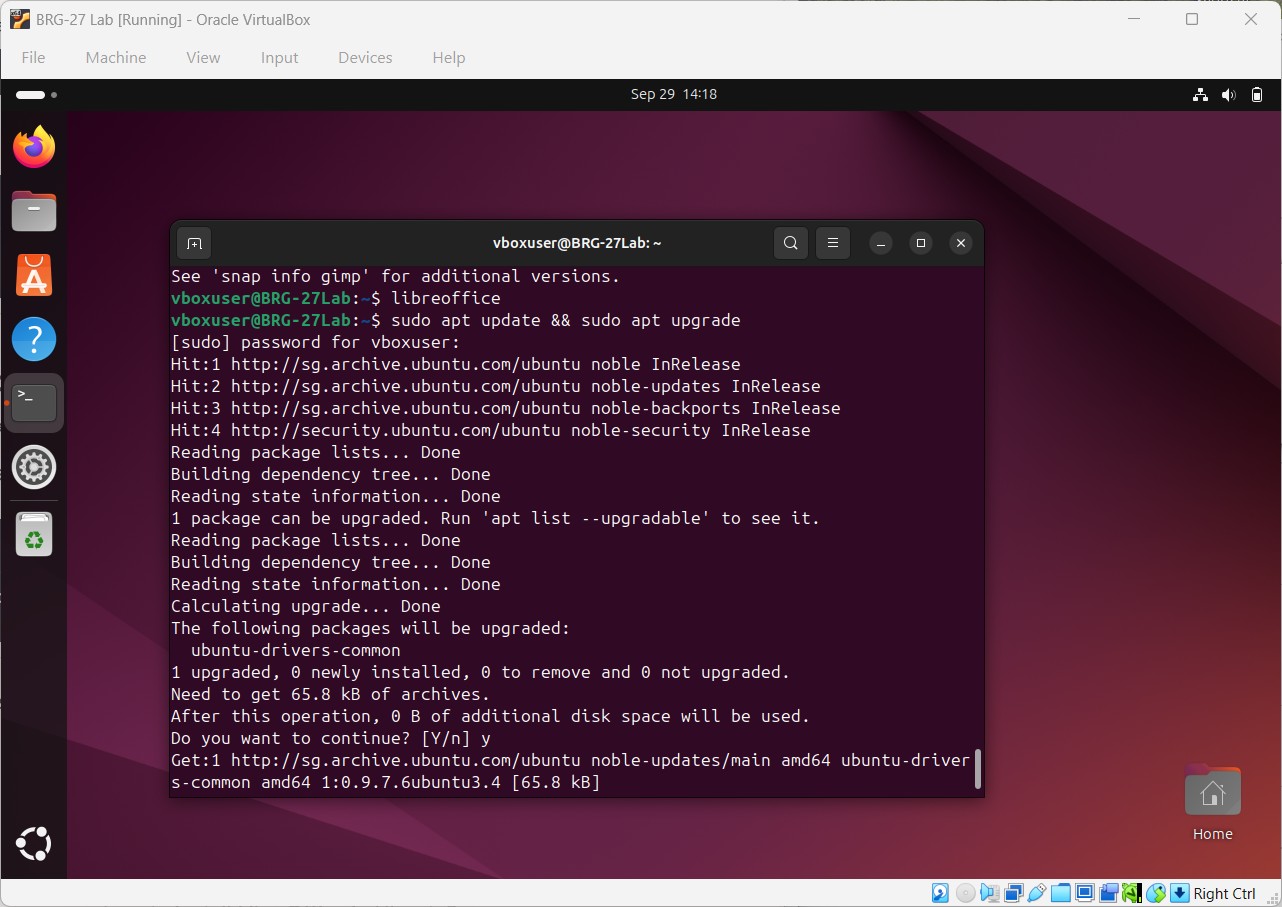 BRG-27 Lab [Running] - Oracle VirtualBox
File Machine View Input Devices Help
Sep 29 14:18
vboxuser@BRG-27Lab: ~
See 'snap info gimp' for additional versions.
vboxuser@BRG-27Lab:~$ libreoffice
vboxuser@BRG-27Lab:~$ sudo apt update && sudo apt upgrade
[sudo] password for vboxuser:
Hit:1 http://sg.archive.ubuntu.com/ubuntu noble InRelease
Hit:2 http://sg.archive.ubuntu.com/ubuntu noble-updates InRelease
Hit:3 http://sg.archive.ubuntu.com/ubuntu noble-backports InRelease
Hit:4 http://security.ubuntu.com/ubuntu noble-security InRelease
Reading package lists... Done
Building dependency tree... Done
Reading state information... Done
1 package can be upgraded. Run 'apt list --upgradable' to see it.
Reading package lists... Done
Building dependency tree... Done
Reading state information... Done
Calculating upgrade... Done
The following packages will be upgraded:
ubuntu-drivers-common
1 upgraded, 0 newly installed, 0 to remove and 0 not upgraded.
Need to get 65.8 kB of archives.
After this operation, 0 B of additional disk space will be used.
Do you want to continue? [Y/n] y
Get:1 http://sg.archive.ubuntu.com/ubuntu noble-updates/main amd64 ubuntu-driver
s-common amd64 1:0.9.7.6ubuntu3.4 [65.8 kB]
Home
Right Ctrl